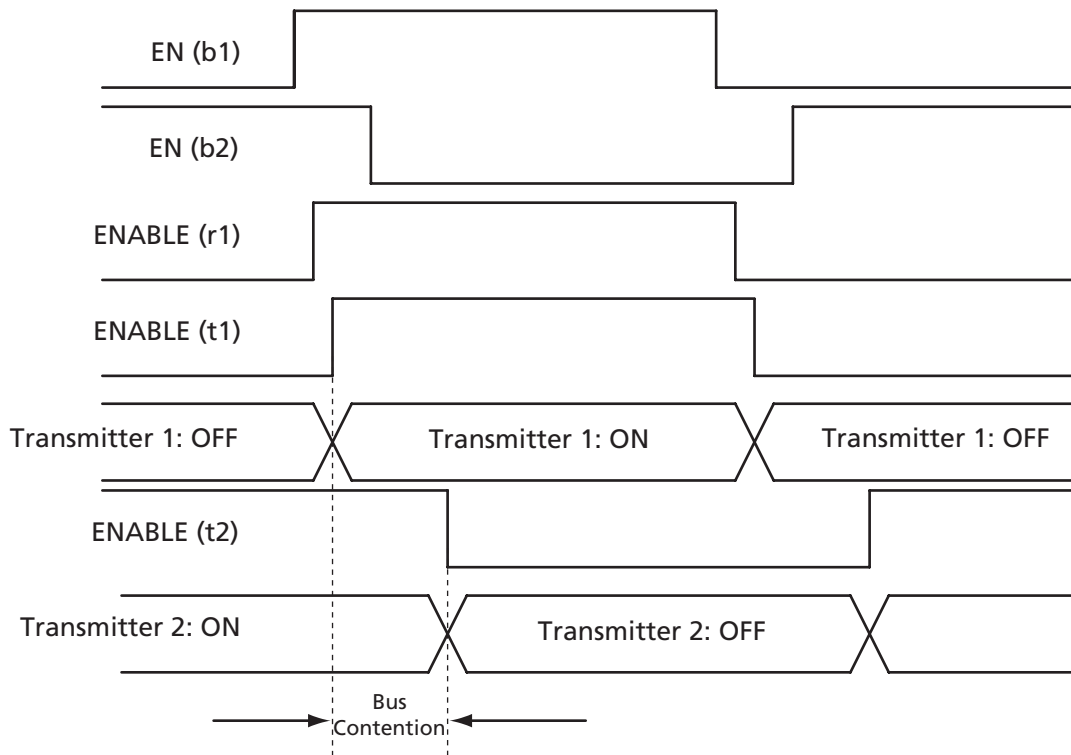 EN (b1)
EN (b2)
ENABLE (r1)
ENABLE (t1)
Transmitter 1: OFF
Transmitter 1: ON
Transmitter 1: OFF
ENABLE (t2)
Transmitter 2: ON
Transmitter 2: OFF
Bus
Contention